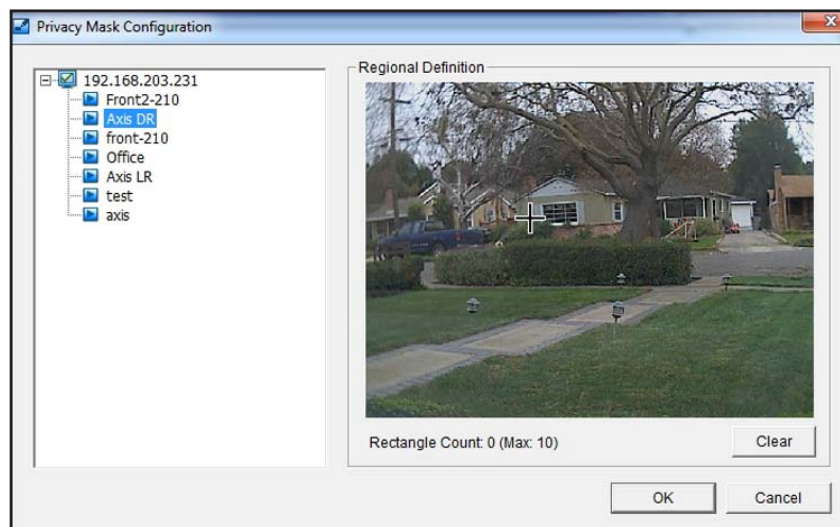 Privacy Mask Configuration
192.168.203.231
Front2-210
Axis DR
front-210
Office
Axis LR
test
axis
Regional Definition
Rectangle Count: 0 (Max: 10)
Clear
OK
Cancel